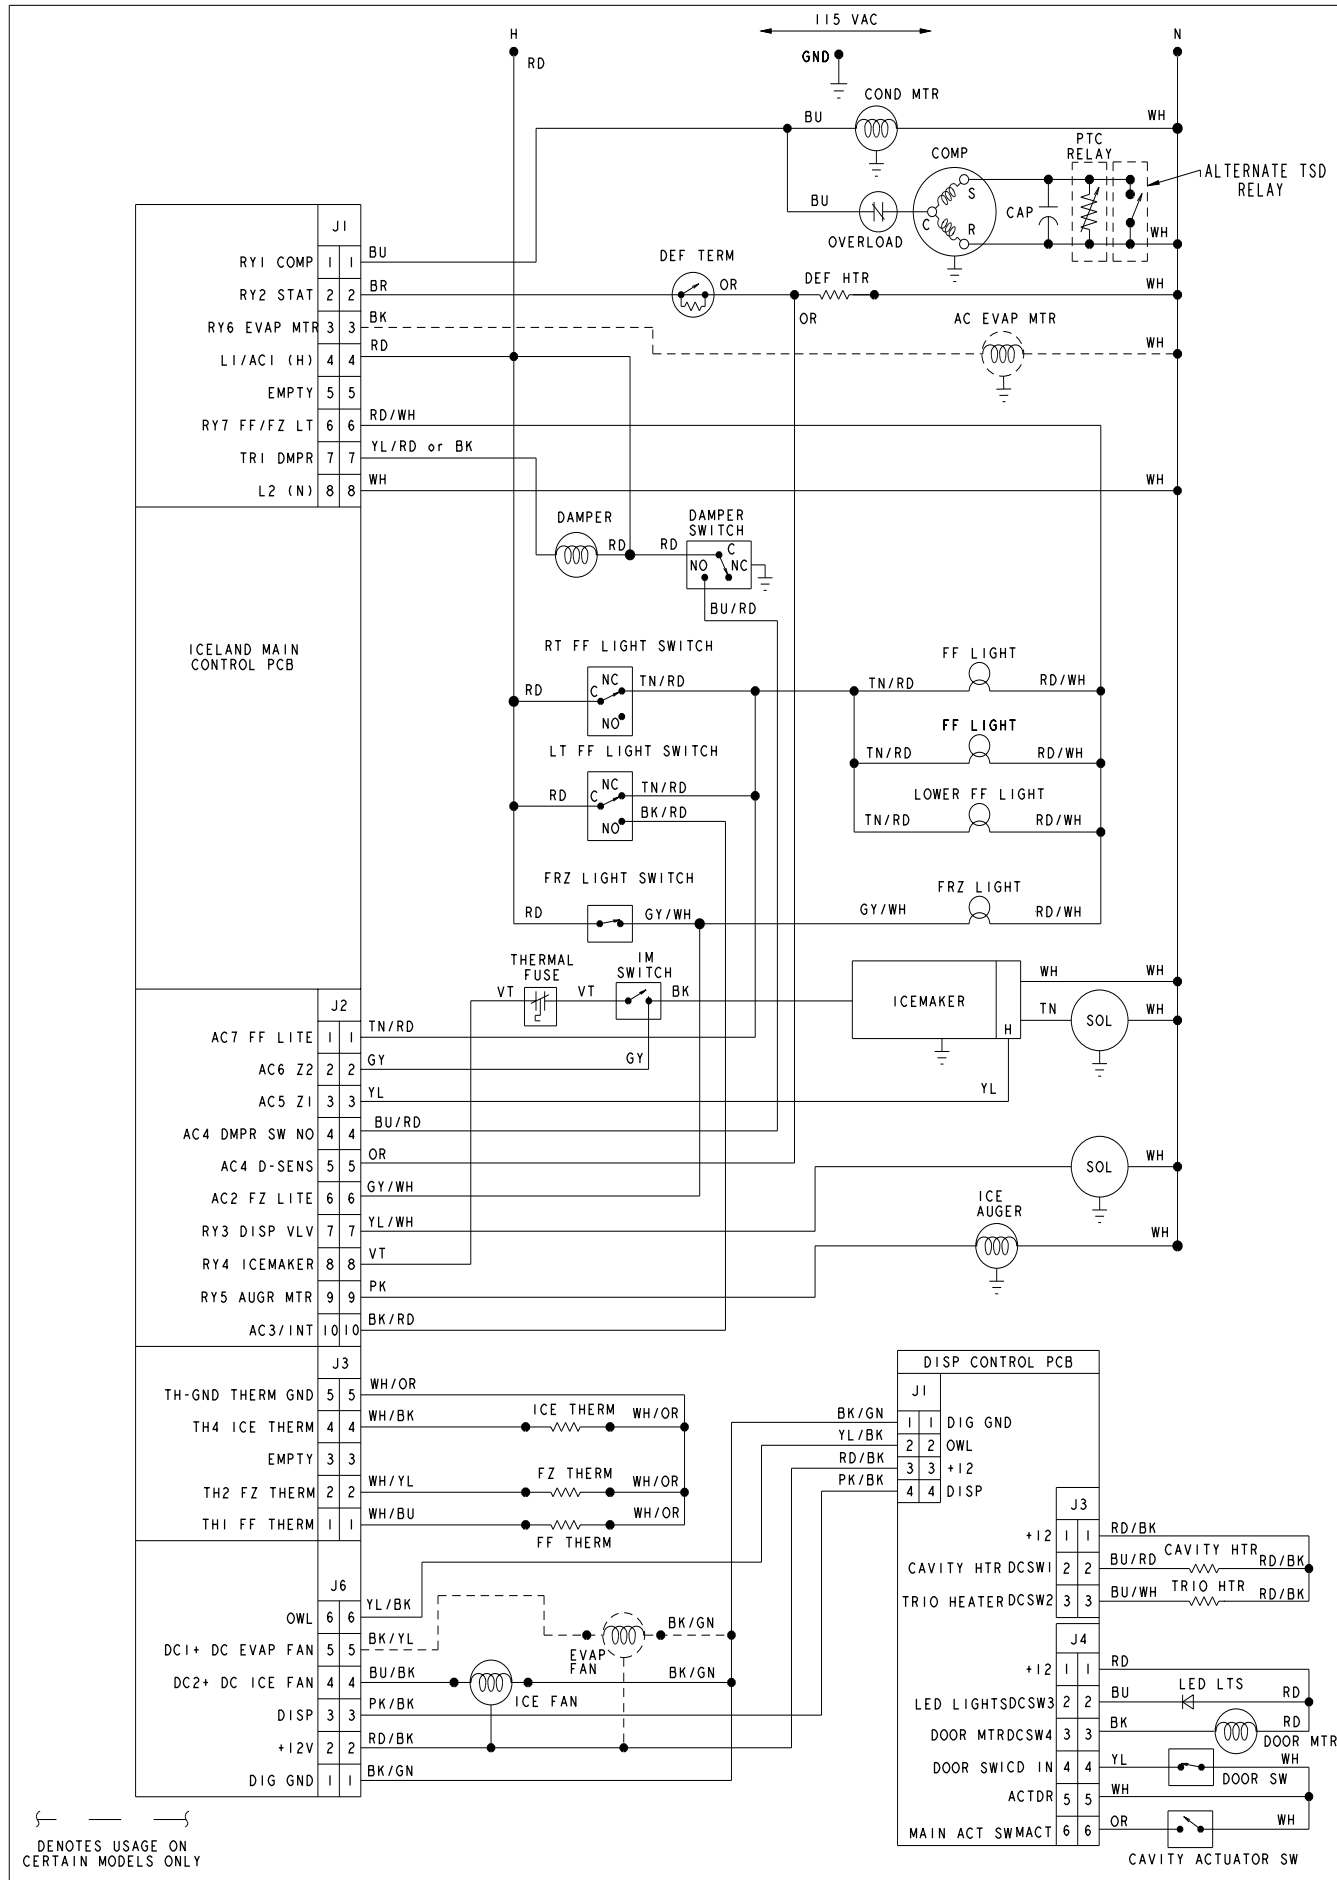 115 VAC
H
N
RD
GND
COND MTR
BU
WH
PTC
RELAY
COMP
ALTERNATE TSD
RELAY
S
BU
CAP
C
R
WH
OVERLOAD
J1
RY1 COMP 1 1 BU
DEF TERM
OR
DEF HTR
WH
RY2 STAT 2 2 BR
OR
AC EVAP MTR
RY6 EVAP MTR 3 3 BK
WH
L1/AC1 (H) 4 4 RD
EMPTY 5 5
RY7 FF/FZ LT 6 6 RD/WH
TR1 DMPR 7 7 YL/RD or BK
L2 (N) 8 8 WH
WH
DAMPER
DAMPER
SWITCH
RD
RD
C
NO
NC
BU/RD
ICELAND MAIN
CONTROL PCB
RT FF LIGHT SWITCH
FF LIGHT
RD
NC
C
NO
TN/RD
TN/RD
RD/WH
FF LIGHT
LT FF LIGHT SWITCH
TN/RD
RD/WH
RD
NC
C
NO
TN/RD
BK/RD
LOWER FF LIGHT
TN/RD
RD/WH
FRZ LIGHT SWITCH
FRZ LIGHT
RD
GY/WH
GY/WH
RD/WH
THERMAL
FUSE
IM
SWITCH
VT
VT
BK
ICEMAKER
H
WH
WH
TN
SOL
WH
J2
AC7 FF LITE 1 1 TN/RD
AC6 Z2 2 2 GY
GY
AC5 Z1 3 3 YL
YL
AC4 DMPR SW NO 4 4 BU/RD
AC4 D-SENS 5 5 OR
SOL
WH
AC2 FZ LITE 6 6 GY/WH
ICE
AUGER
RY3 DISP VLV 7 7 YL/WH
WH
RY4 ICEMAKER 8 8 VT
RY5 AUGR MTR 9 9 PK
AC3/INT 10 10 BK/RD
J3
TH-GND THERM GND 5 5 WH/OR
TH4 ICE THERM 4 4 WH/BK
ICE THERM
WH/OR
EMPTY 3 3
TH2 FZ THERM 2 2 WH/YL
FZ THERM
WH/OR
TH1 FF THERM 1 1 WH/BU
FF THERM
WH/OR
DISP CONTROL PCB
J1
BK/GN 1 1 DIG GND
YL/BK 2 2 OWL
RD/BK 3 3 +12
PK/BK 4 4 DISP
J3
+12 1 1 RD/BK
CAVITY HTR DCSW1 2 2 BU/RD
CAVITY HTR
RD/BK
TRIO HEATER DCSW2 3 3 BU/WH
TRIO HTR
RD/BK
J6
OWL 6 6 YL/BK
DC1+ DC EVAP FAN 5 5 BK/YL
EVAP
FAN
BK/GN
DC2+ DC ICE FAN 4 4 BU/BK
ICE FAN
BK/GN
DISP 3 3 PK/BK
+12V 2 2 RD/BK
DIG GND 1 1 BK/GN
J4
+12 1 1 RD
LED LIGHTSDCSW3 2 2 BU
LED LTS
RD
DOOR MTRDCSW4 3 3 BK
RD
DOOR MTR
DOOR SWICD IN 4 4 YL
WH
DOOR SW
ACTDR 5 5 WH
MAIN ACT SWMACT 6 6 OR
WH
CAVITY ACTUATOR SW
DENOTES USAGE ON
CERTAIN MODELS ONLY